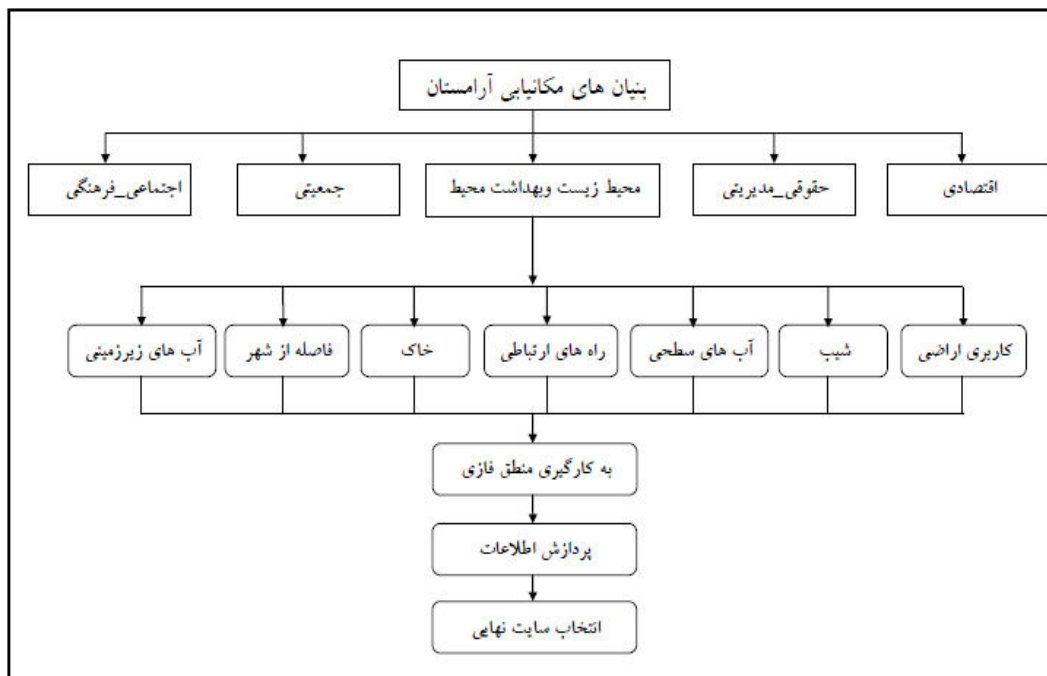 بنیان های مکانیابی آرامستان
اقتصادی
حقوقی_مدیریتی
محیط زیست وبهداشت محیط
جمعیتی
اجتماعی_فرهنگی
کاربری اراضی
شیب
آب های سطحی
راه های ارتباطی
خاک
فاصله از شهر
آب های زیرزمینی
به کارگیری منطق فازی
پردازش اطلاعات
انتخاب سایت نهایی